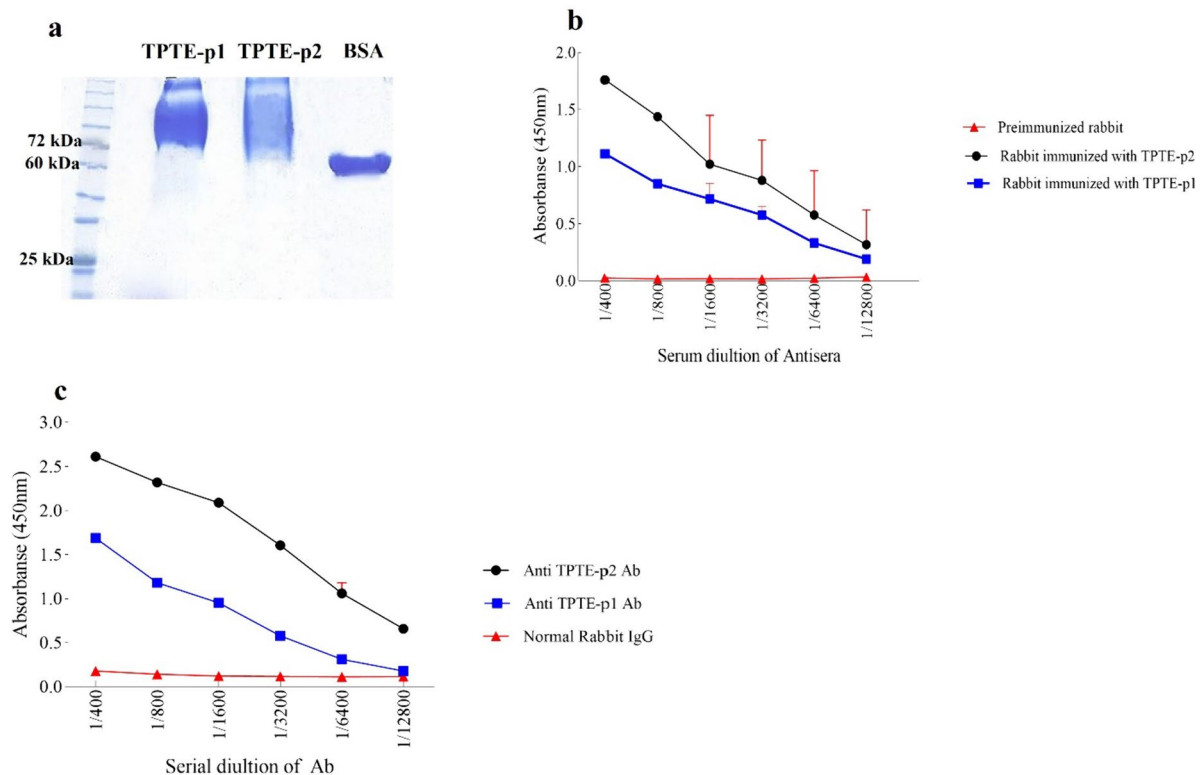 a
TPTE-p1 TPTE-p2 BSA
72 kDa
60 kDa
25 kDa
b
Absorbanse (450nm)
2.0
1.5
1.0
0.5
0.0
1/400 1/800 1/1600 1/3200 1/6400 1/12800
Serum diultion of Antisera
Preimmunized rabbit
Rabbit immunized with TPTE-p2
Rabbit immunized with TPTE-p1
c
Absorbanse (450nm)
3.0
2.5
2.0
1.5
1.0
0.5
0.0
1/400 1/800 1/1600 1/3200 1/6400 1/12800
Serial diultion of Ab
Anti TPTE-p2 Ab
Anti TPTE-p1 Ab
Normal Rabbit IgG